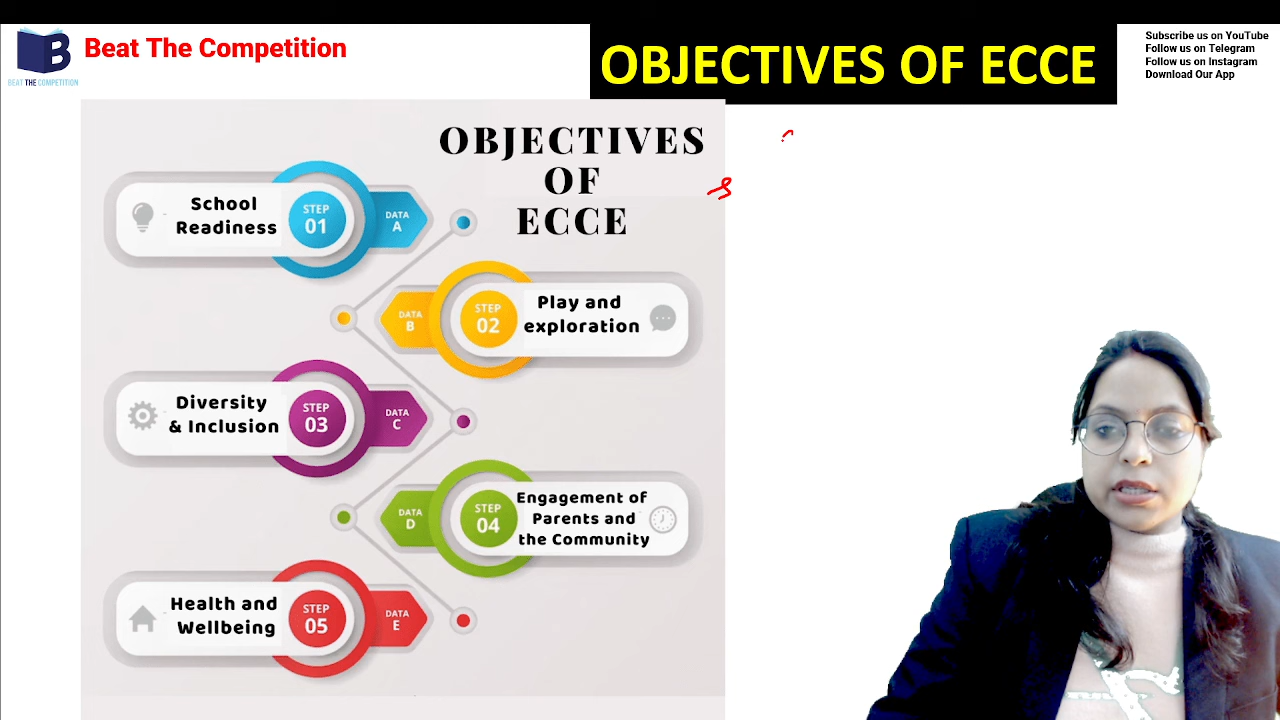 Beat The Competition
BEAT THE COMPETITION
OBJECTIVES OF ECCE
Subscribe us on YouTube
Follow us on Telegram
Follow us on Instagram
Download Our App
OBJECTIVES
OF
ECCE
School
Readiness
STEP
01
DATA
A
DATA
B
STEP
02
Play and
exploration
Diversity
& Inclusion
STEP
03
DATA
C
DATA
D
STEP
04
Engagement of
Parents and
the Community
Health and
Wellbeing
STEP
05
DATA
E